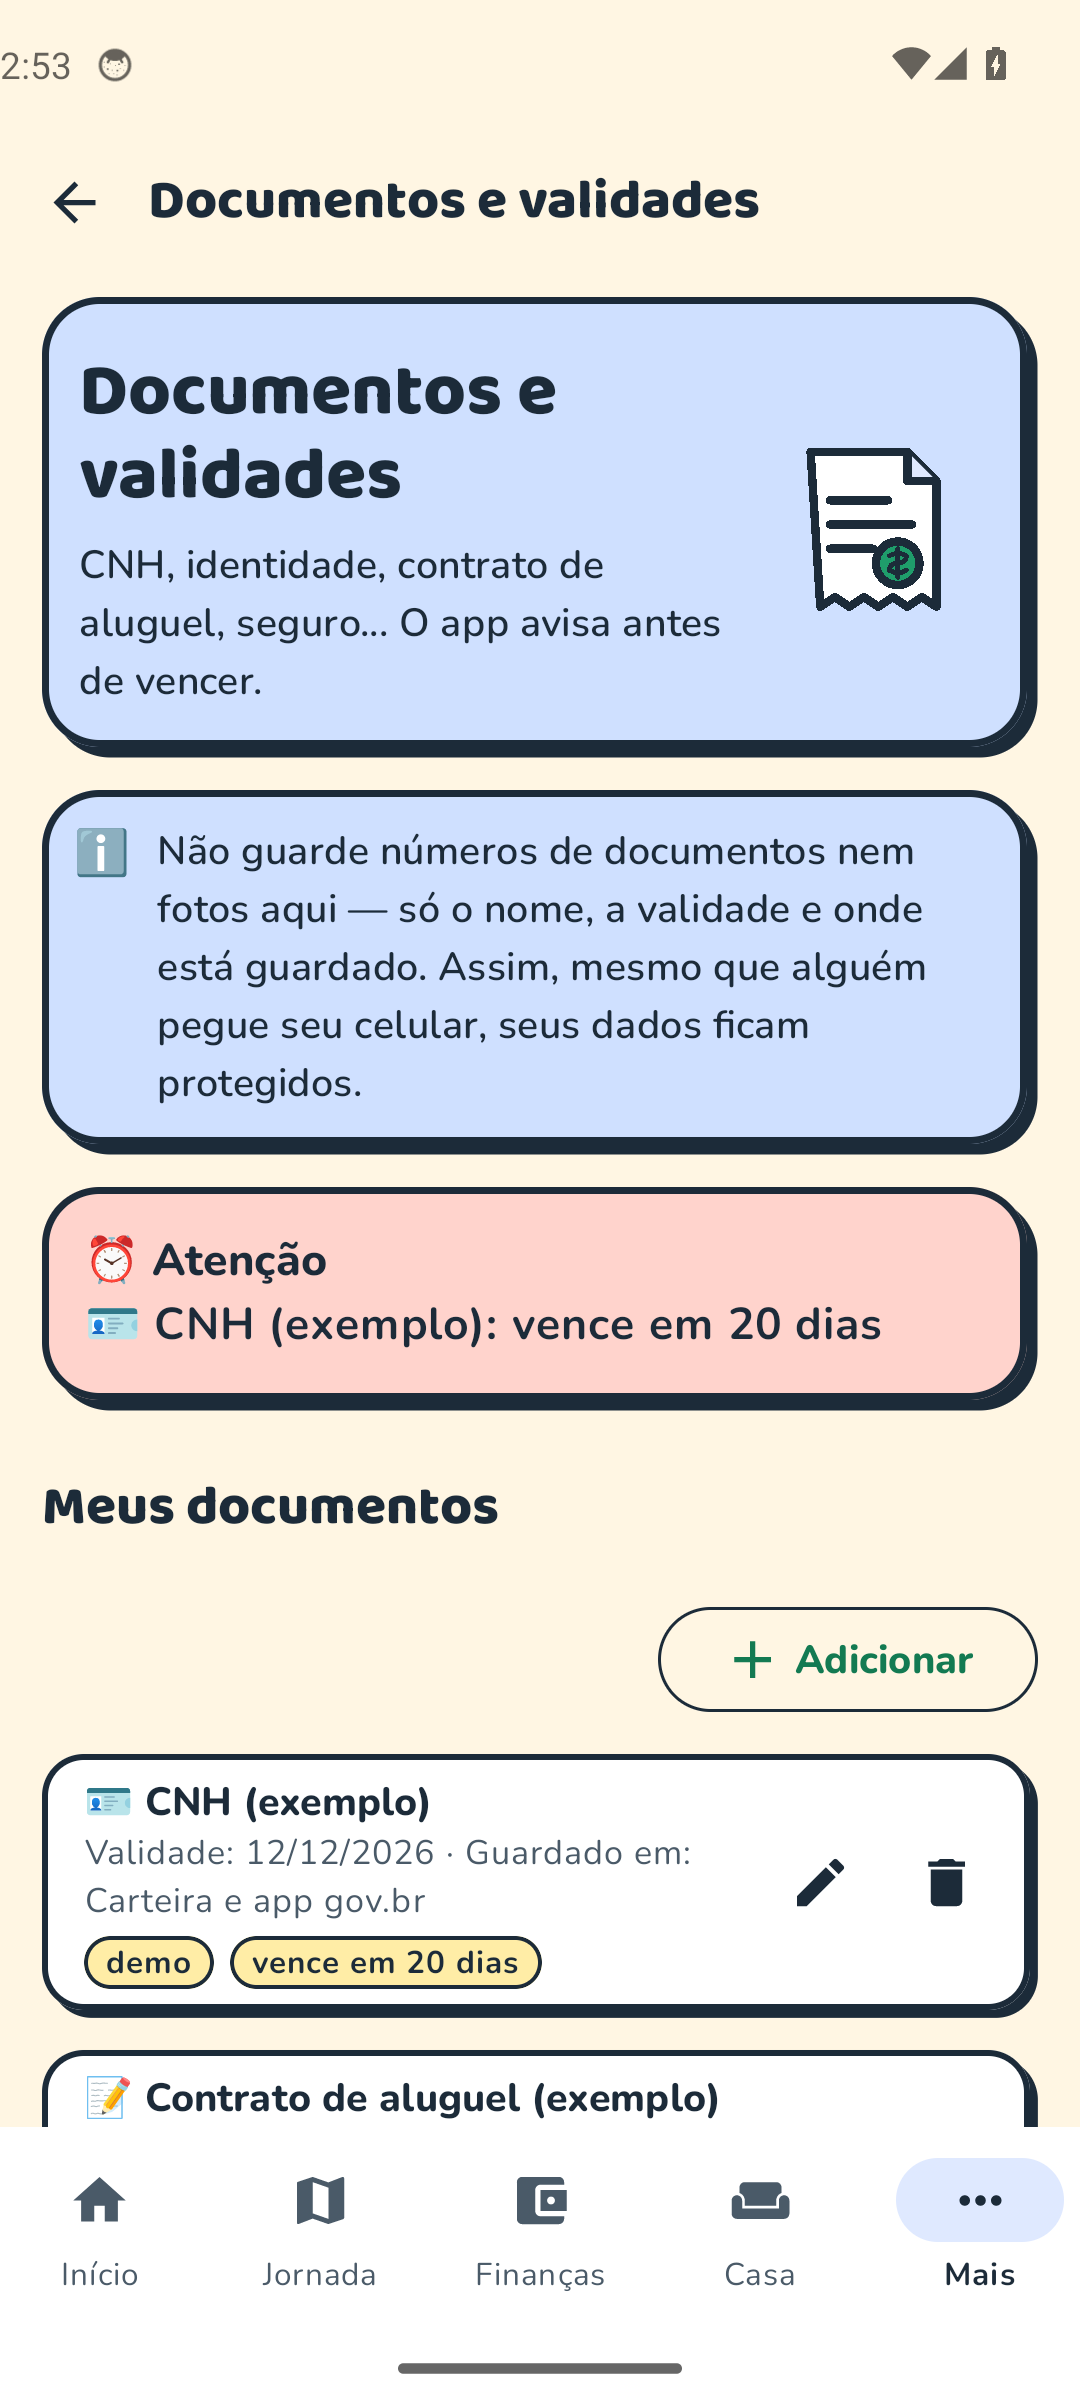 2:53
Documentos e validades
Documentos e
validades
CNH, identidade, contrato de
aluguel, seguro... O app avisa antes
de vencer.
Não guarde números de documentos nem
fotos aqui — só o nome, a validade e onde
está guardado. Assim, mesmo que alguém
pegue seu celular, seus dados ficam
protegidos.
Atenção
CNH (exemplo): vence em 20 dias
Meus documentos
Adicionar
CNH (exemplo)
Validade: 12/12/2026 · Guardado em:
Carteira e app gov.br
demo
vence em 20 dias
Contrato de aluguel (exemplo)
Início
Jornada
Finanças
Casa
Mais